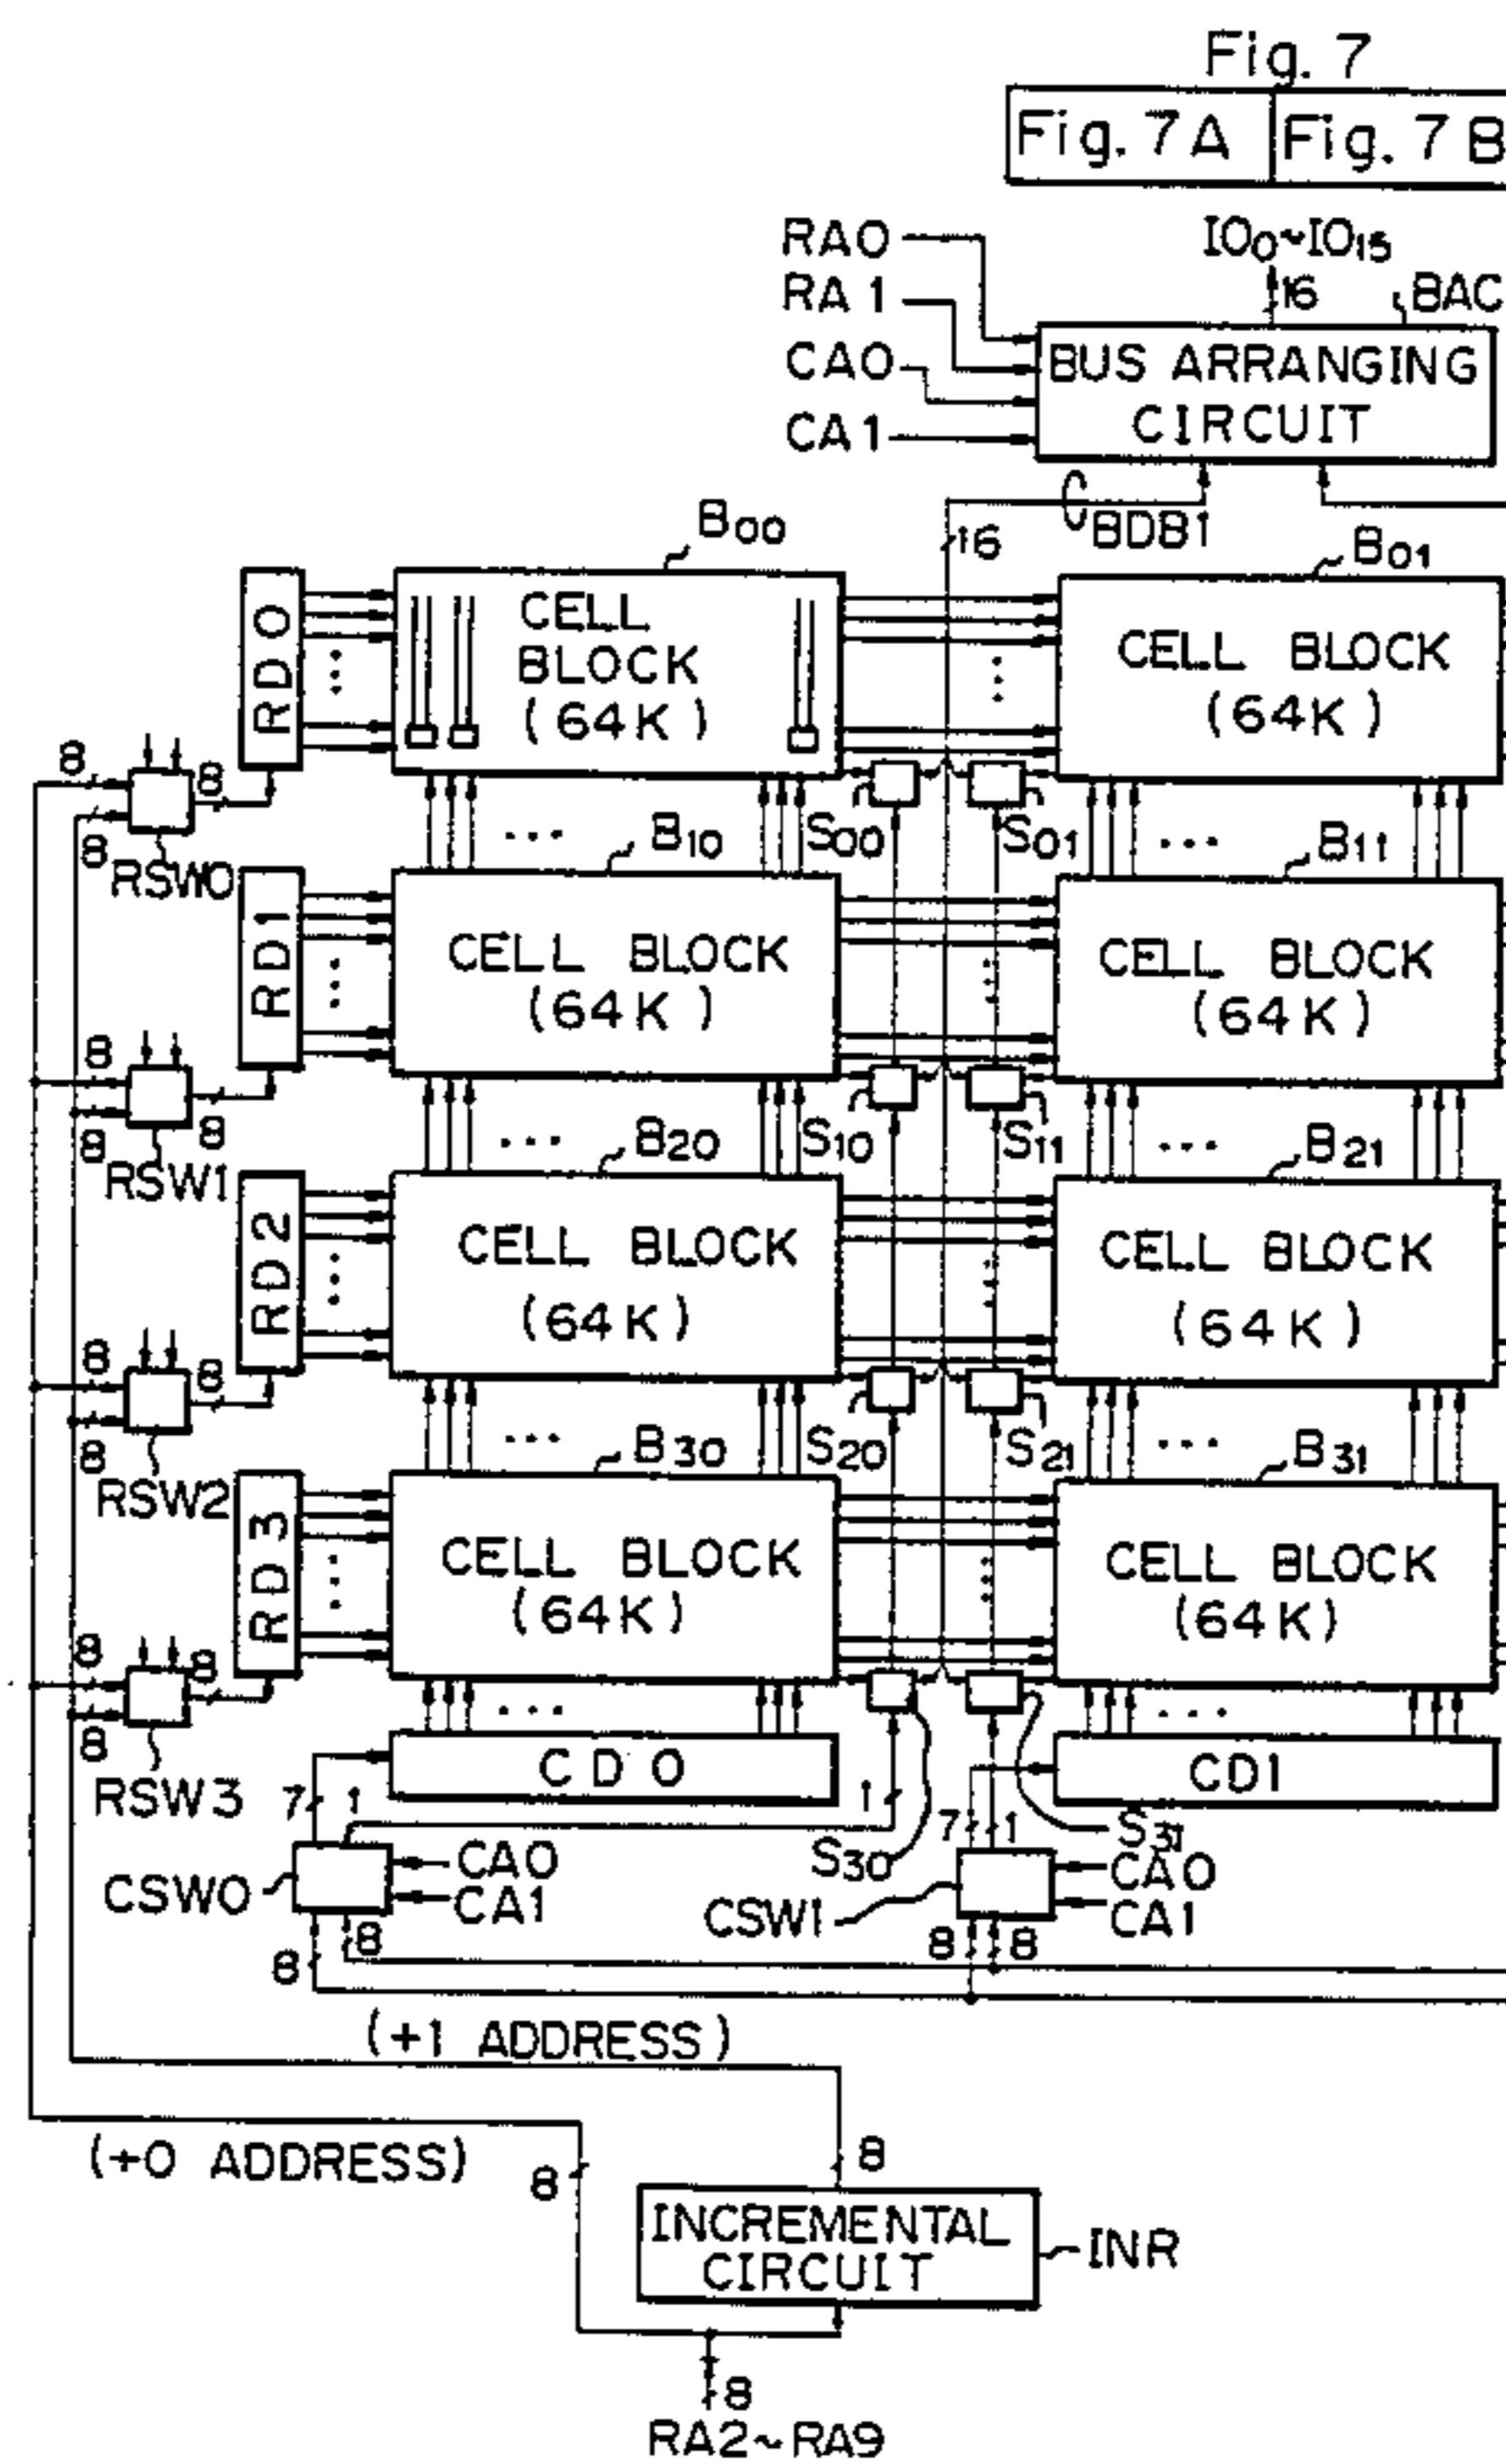 Fig. 7
Fig. 7A Fig. 7B
RA0
IO0~IO15
RA1
16
BAC
CA0
BUS ARRANGING
CIRCUIT
CA1
BDB1
16
B00
B01
RD0
CELL
BLOCK
(64K)
CELL BLOCK
(64K)
8
8
8
RSW0
S00
S01
B10
B11
RD1
CELL BLOCK
(64K)
CELL BLOCK
(64K)
8
8
8
RSW1
S10
S11
B20
B21
RD2
CELL BLOCK
(64K)
CELL BLOCK
(64K)
8
8
8
RSW2
S20
S21
B30
B31
RD3
CELL BLOCK
(64K)
CELL BLOCK
(64K)
8
8
8
RSW3
CD0
CD1
7
1
1
7
1
S30
S31
CSW0
CA0
CA1
CSW1
CA0
CA1
8
8
8
8
(+1 ADDRESS)
(+0 ADDRESS)
8
8
INCREMENTAL
CIRCUIT
INR
8
RA2~RA9